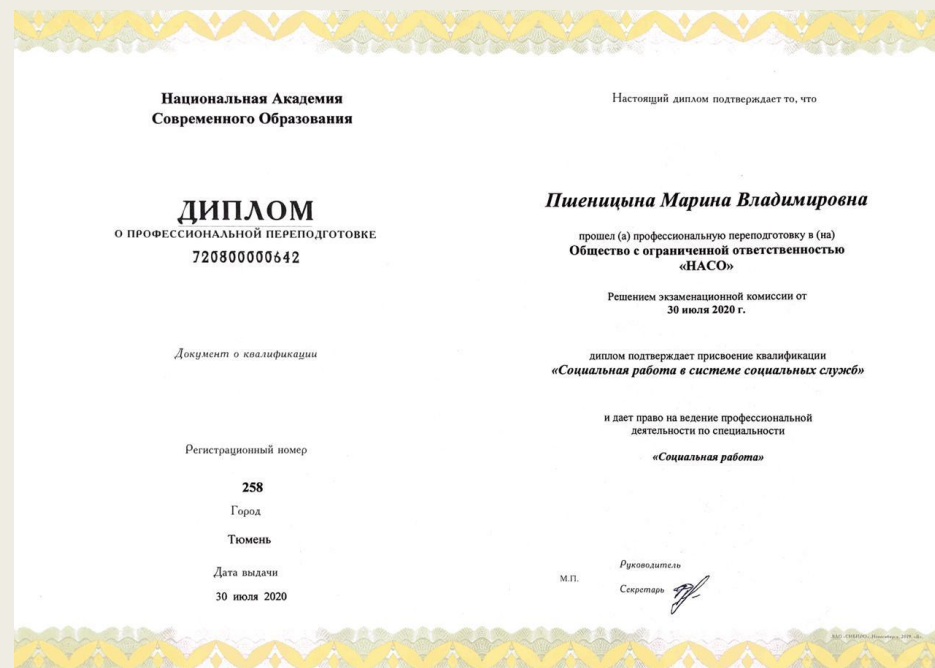 Национальная Академия
Современного Образования
ДИПЛОМ
О ПРОФЕССИОНАЛЬНОЙ ПЕРЕПОДГОТОВКЕ
720800000642
Документ о квалификации
Регистрационный номер
258
Город
Тюмень
Дата выдачи
30 июля 2020
Настоящий диплом подтверждает то, что
Пшеницына Марина Владимировна
прошел (а) профессиональную переподготовку в (на)
Общество с ограниченной ответственностью
«НАСО»
Решением экзаменационной комиссии от
30 июля 2020 г.
диплом подтверждает присвоение квалификации
«Социальная работа в системе социальных служб»
и дает право на ведение профессиональной
деятельности по специальности
«Социальная работа»
Руководитель
М.П.
Секретарь